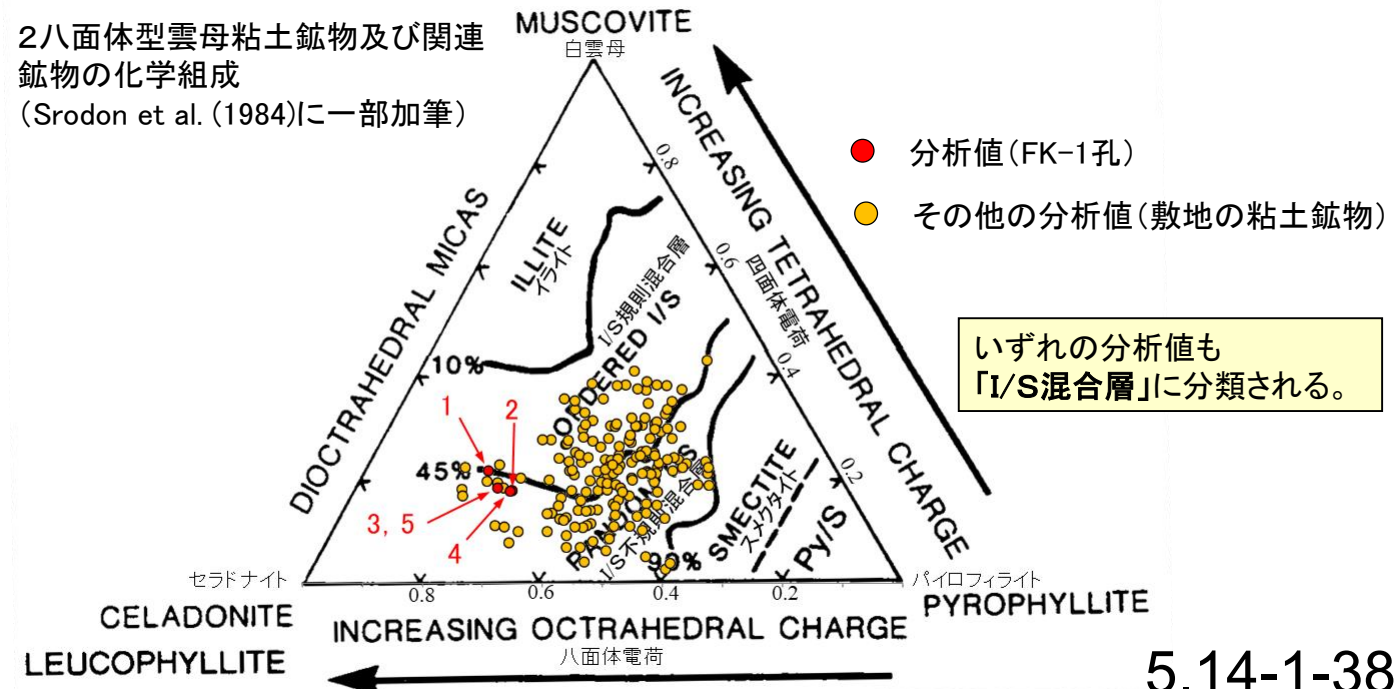 2八面体型雲母粘土鉱物及び関連
鉱物の化学組成
(Srodon et al. (1984)に一部加筆)
MUSCOVITE
白雲母
INCREASING TETRAHEDRAL CHARGE
四面体電荷
分析値(FK-1孔)
その他の分析値(敷地の粘土鉱物)
いずれの分析値も
「I/S混合層」に分類される。
DIOCTRAHEDRAL MICAS
ILLITE
イライト
I/S規則混合層
ORDERED I/S
0.8
0.6
0.4
0.2
10%
45%
90%
1
2
3, 5
4
I/S不規則混合層
SMECTITE
スメクタイト
Py/S
セラドナイト
パイロフィライト
0.8
0.6
0.4
0.2
CELADONITE
PYROPHYLLITE
INCREASING OCTRAHEDRAL CHARGE
八面体電荷
LEUCOPHYLLITE
5.14-1-38